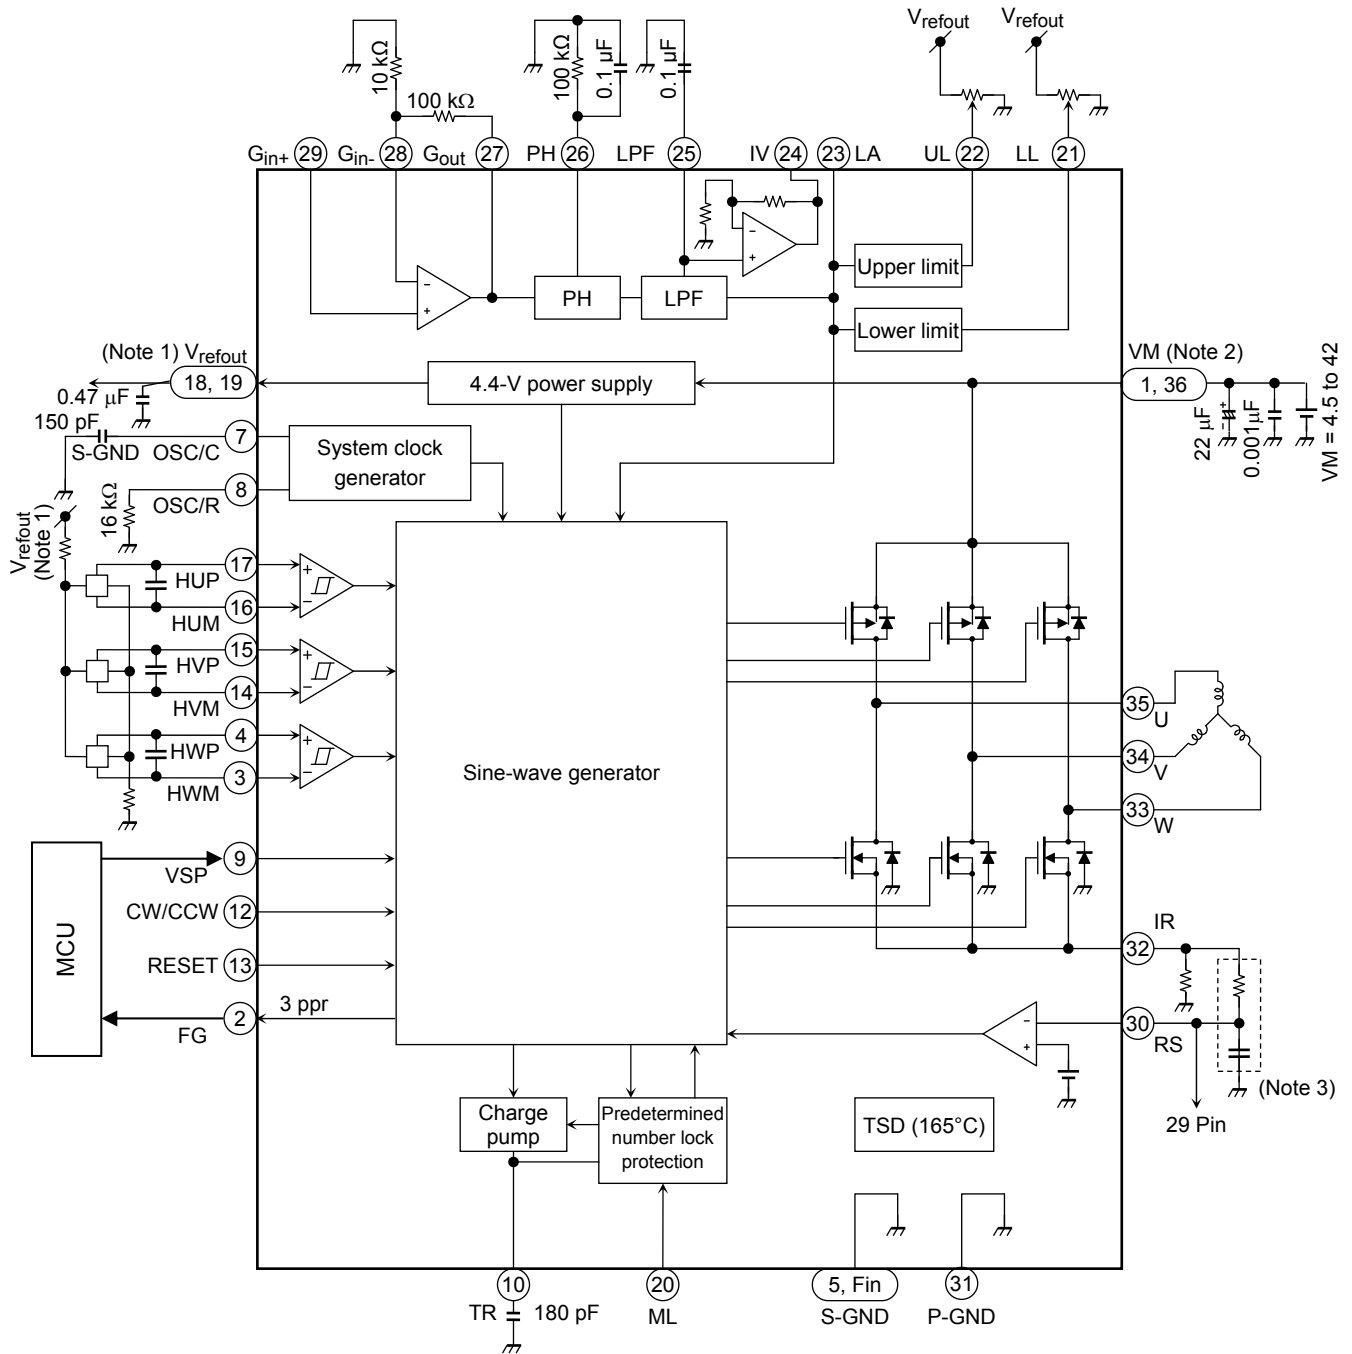 Vrefout
Vrefout
10 kΩ
100 kΩ
100 kΩ
0.1 µF
0.1 µF
Gin+ 29
Gin- 28
Gout 27
PH 26
LPF 25
IV 24
23 LA
UL 22
LL 21
−
+
−
+
PH
LPF
Upper limit
Lower limit
(Note 1) Vrefout
18, 19
0.47 µF
4.4-V power supply
VM (Note 2)
1, 36
+
22 µF
0.001µF
VM = 4.5 to 42
150 pF
S-GND
OSC/C
7
System clock
generator
OSC/R
8
16 kΩ
Vrefout
(Note 1)
17
HUP
16
HUM
+
−
15
HVP
14
HVM
+
−
4
HWP
3
HWM
+
−
Sine-wave generator
35
U
34
V
33
W
MCU
9
VSP
CW/CCW 12
RESET 13
2
FG
3 ppr
IR
32
30
RS
−
+
29 Pin
(Note 3)
Charge
pump
Predetermined
number lock
protection
TSD (165°C)
10
TR
180 pF
20
ML
5, Fin
S-GND
31
P-GND